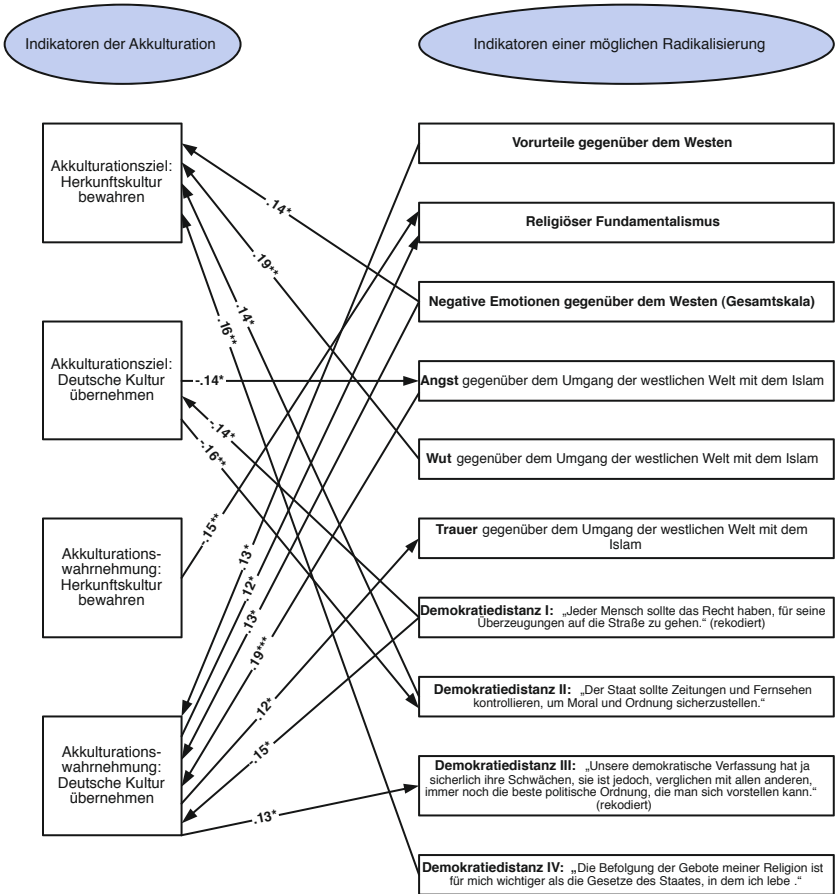 Indikatoren der Akkulturation
Indikatoren einer möglichen Radikalisierung
Akkulturationsziel:
Herkunftskultur
bewahren
Akkulturationsziel:
Deutsche Kultur
übernehmen
Akkulturations-
wahrnehmung:
Herkunftskultur
bewahren
Akkulturations-
wahrnehmung:
Deutsche Kultur
übernehmen
Vorurteile gegenüber dem Westen
Religiöser Fundamentalismus
Negative Emotionen gegenüber dem Westen (Gesamtskala)
Angst gegenüber dem Umgang der westlichen Welt mit dem Islam
Wut gegenüber dem Umgang der westlichen Welt mit dem Islam
Trauer gegenüber dem Umgang der westlichen Welt mit dem
Islam
Demokratiedistanz I: „Jeder Mensch sollte das Recht haben, für seine
Überzeugungen auf die Straße zu gehen.“ (rekodiert)
Demokratiedistanz II: „Der Staat sollte Zeitungen und Fernsehen
kontrollieren, um Moral und Ordnung sicherzustellen.“
Demokratiedistanz III: „Unsere demokratische Verfassung hat ja
sicherlich ihre Schwächen, sie ist jedoch, verglichen mit allen anderen,
immer noch die beste politische Ordnung, die man sich vorstellen kann.“
(rekodiert)
Demokratiedistanz IV: „Die Befolgung der Gebote meiner Religion ist
für mich wichtiger als die Gesetze des Staates, in dem ich lebe .“
.14*
.19**
.14*
.16**
-.14*
-.14*
-.16**
.15**
.13*
.12*
.13*
.19***
.12*
.15*
.13*